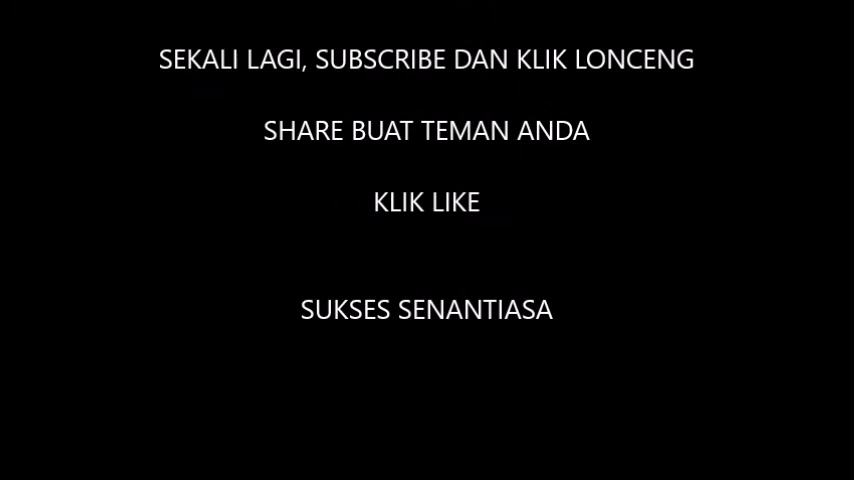 SEKALI LAGI, SUBSCRIBE DAN KLIK LONCENG
SHARE BUAT TEMAN ANDA
KLIK LIKE
SUKSES SENANTIASA